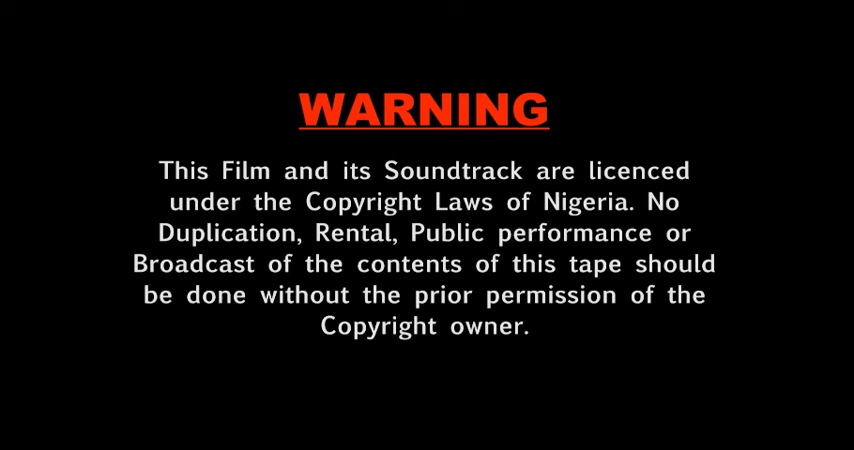 WARNING
This Film and its Soundtrack are licenced
under the Copyright Laws of Nigeria. No
Duplication, Rental, Public performance or
Broadcast of the contents of this tape should
be done without the prior permission of the
Copyright owner.